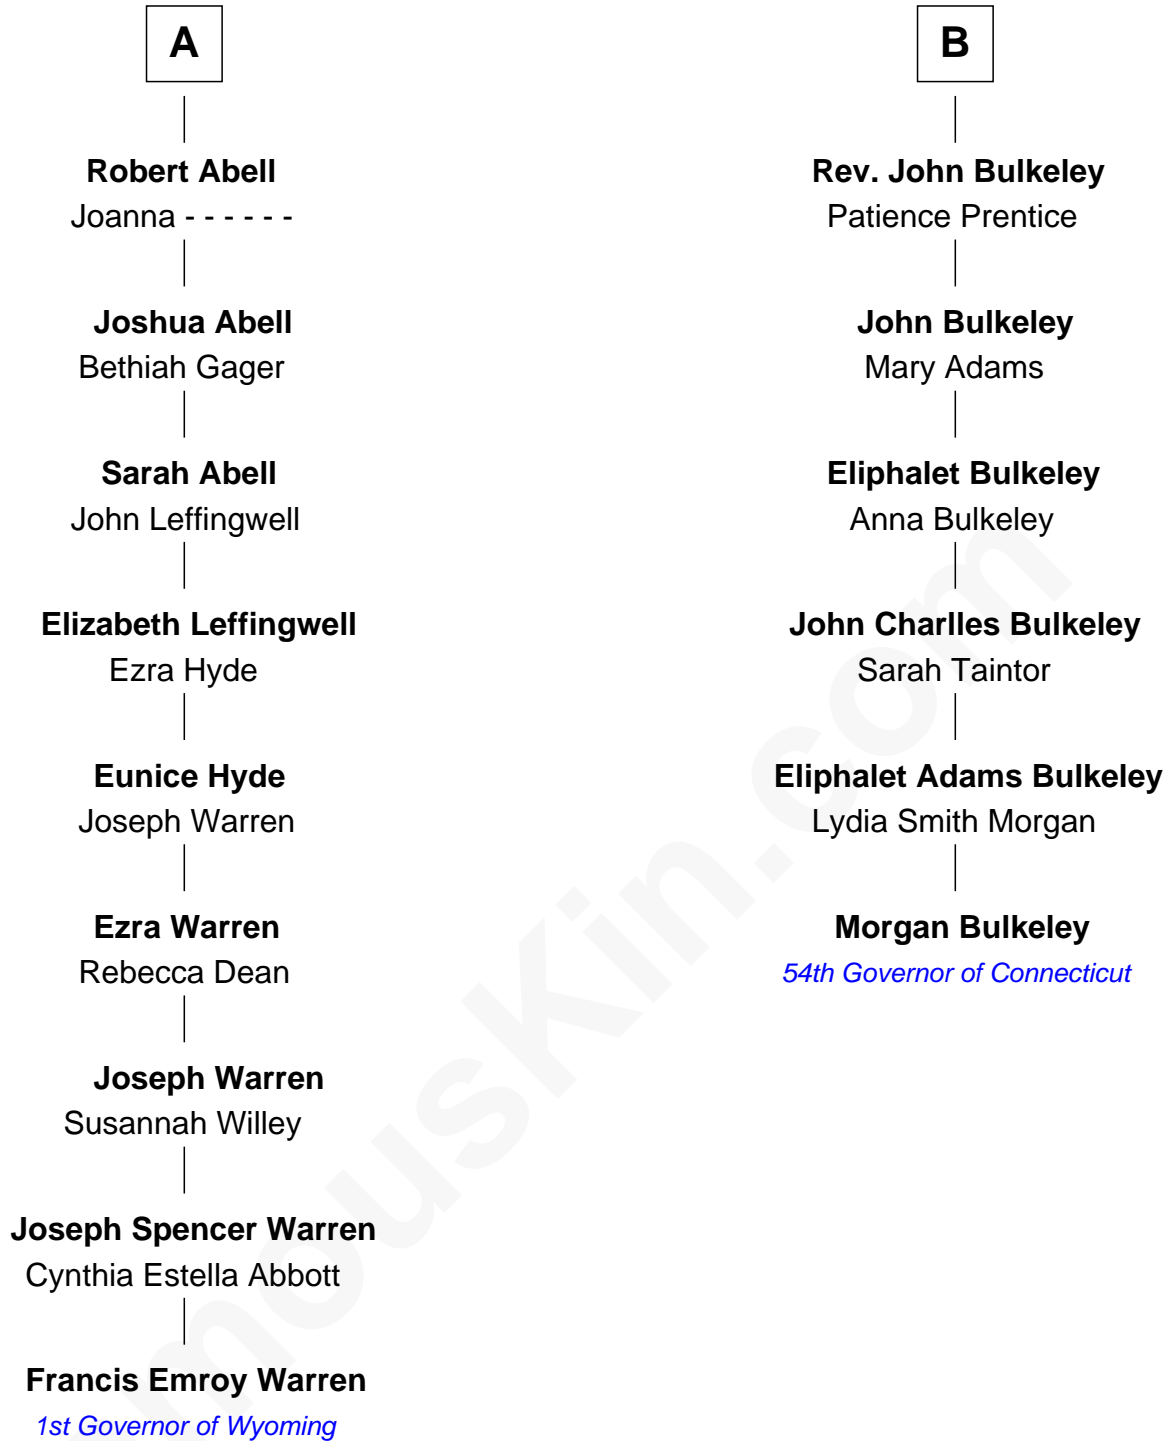 A
Robert Abell
Joanna - - - - - -
Joshua Abell
Bethiah Gager
Sarah Abell
John Leffingwell
Elizabeth Leffingwell
Ezra Hyde
Eunice Hyde
Joseph Warren
Ezra Warren
Rebecca Dean
Joseph Warren
Susannah Willey
Joseph Spencer Warren
Cynthia Estella Abbott
Francis Emroy Warren
1st Governor of Wyoming
B
Rev. John Bulkeley
Patience Prentice
John Bulkeley
Mary Adams
Eliphalet Bulkeley
Anna Bulkeley
John Charlles Bulkeley
Sarah Taintor
Eliphalet Adams Bulkeley
Lydia Smith Morgan
Morgan Bulkeley
54th Governor of Connecticut
mousKin.com